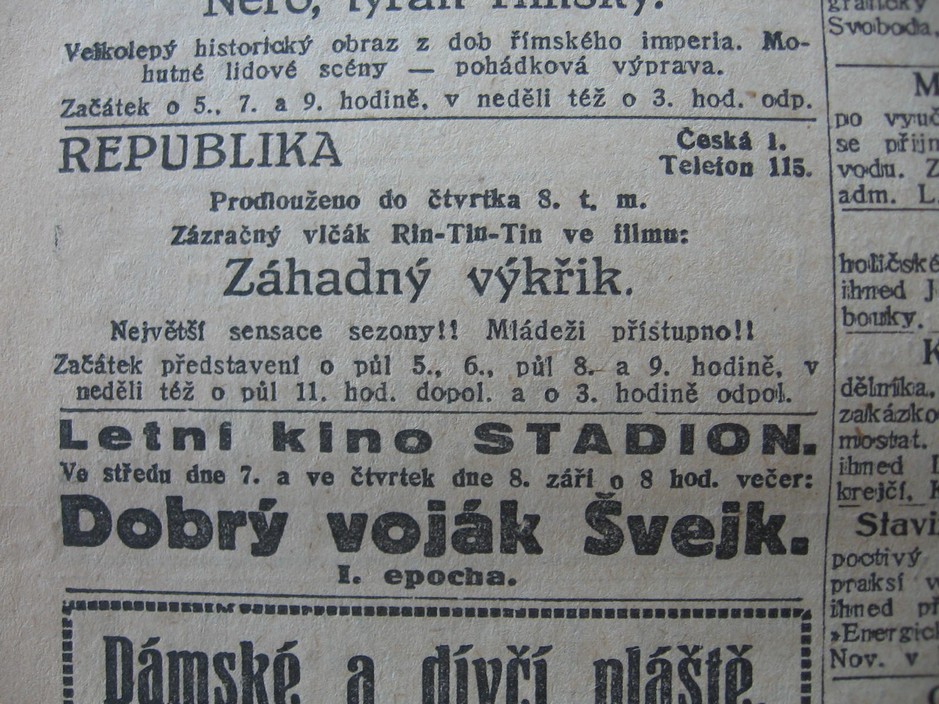 Nero, tyran římský.
Velkolepý historický obraz z dob římského imperia. Mo-
hutné lidové scény — pohádková výprava.
Začátek o 5., 7. a 9. hodině, v neděli též o 3. hod. odp.
REPUBLIKA
Česká 1.
Telefon 115.
Prodlouženo do čtvrtka 8. t. m.
Zázračný vlčák Rin-Tin-Tin ve filmu:
Záhadný výkřik.
Největší sensace sezony!! Mládeži přístupno!!
Začátek představení o půl 5., 6., půl 8. a 9. hodině, v
neděli též o půl 11. hod. dopol. a o 3. hodině odpol.
Letní kino STADION.
Ve středu dne 7. a ve čtvrtek dne 8. září o 8 hod. večer:
Dobrý voják Švejk.
I. epocha.
Dámské a dívčí pláště,
Svoboda,
M
po vyuč
se přijm
vodu. Z
adm. L
holičské
ihned J
bouky.
K
dělníka,
zakázko
mostat.
ihned
krejčí.
Stavi
poctivý
praksí v
ihned př
»Energic
Nov. v